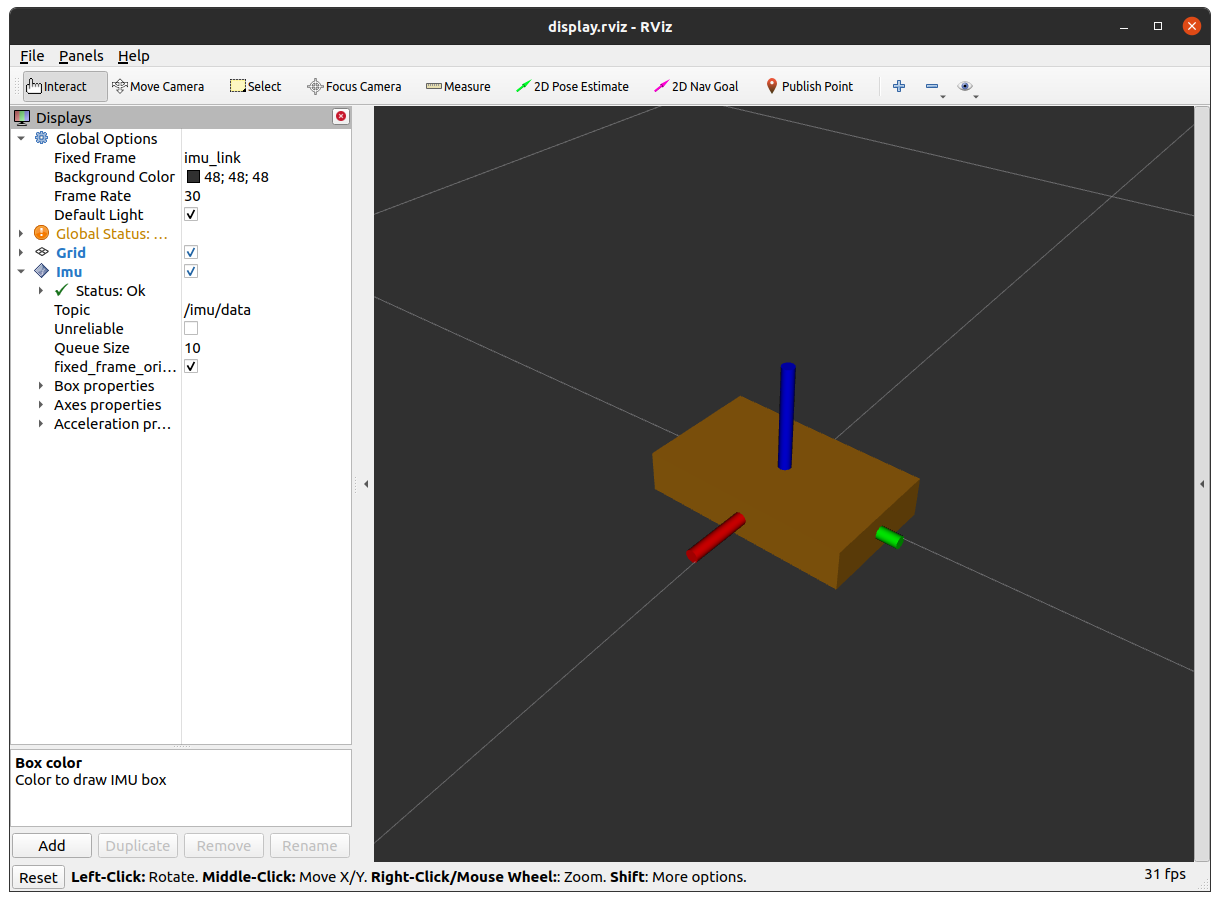 display.rviz - RViz
File Panels Help
Interact Move Camera Select Focus Camera Measure 2D Pose Estimate 2D Nav Goal Publish Point
Displays
Global Options
Fixed Frame imu_link
Background Color 48; 48; 48
Frame Rate 30
Default Light
Global Status: ...
Grid
Imu
Status: Ok
Topic /imu/data
Unreliable
Queue Size 10
fixed_frame_ori...
Box properties
Axes properties
Acceleration pr...
Box color
Color to draw IMU box
Add Duplicate Remove Rename
Reset Left-Click: Rotate. Middle-Click: Move X/Y. Right-Click/Mouse Wheel:: Zoom. Shift: More options. 31 fps